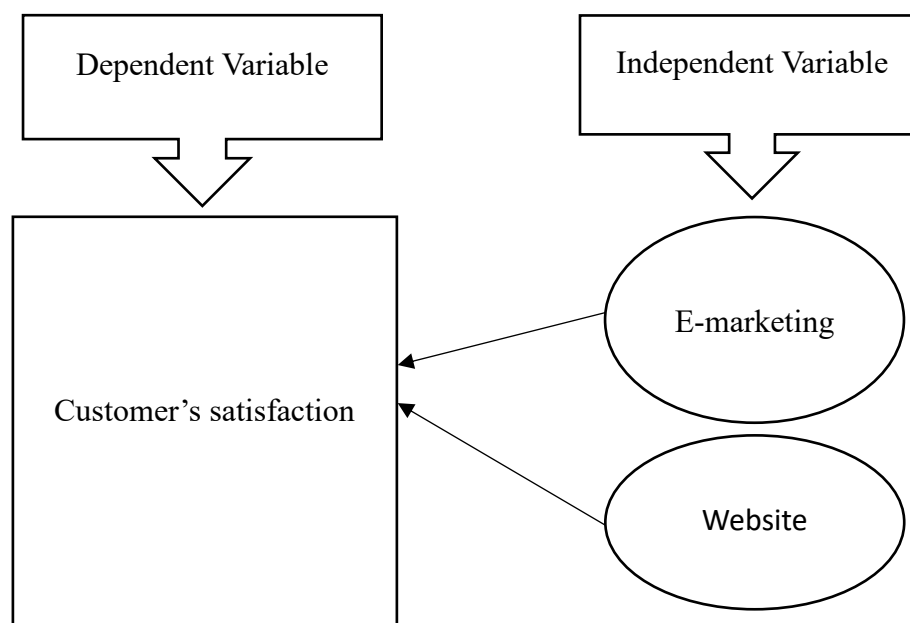 Dependent Variable
Independent Variable
E-marketing
Customer’s satisfaction
Website